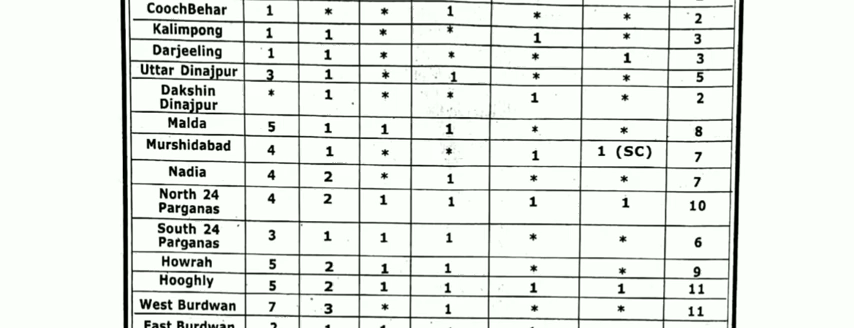 CoochBehar 1 * * 1 * * 2
Kalimpong 1 1 * * 1 * 3
Darjeeling 1 1 * * * 1 3
Uttar Dinajpur 3 1 * 1 * * 5
Dakshin
Dinajpur * 1 * * 1 * 2
Malda 5 1 1 1 * * 8
Murshidabad 4 1 * * 1 1 (SC) 7
Nadia 4 2 * 1 * * 7
North 24
Parganas 4 2 1 1 1 1 10
South 24
Parganas 3 1 1 1 * * 6
Howrah 5 2 1 1 * * 9
Hooghly 5 2 1 1 1 1 11
West Burdwan 7 3 * 1 * * 11
East Burdwan